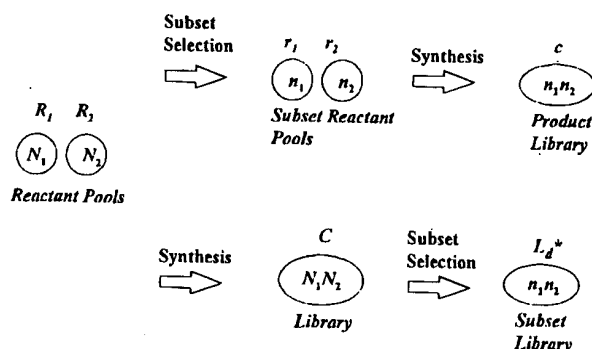 Subset
Selection
r₁ r₂
n₁ n₂
Subset Reactant
Pools
Synthesis
c
n₁n₂
Product
Library
R₁ R₂
N₁ N₂
Reactant Pools
Synthesis
C
N₁N₂
Library
Subset
Selection
L_d*
n₁n₂
Subset
Library